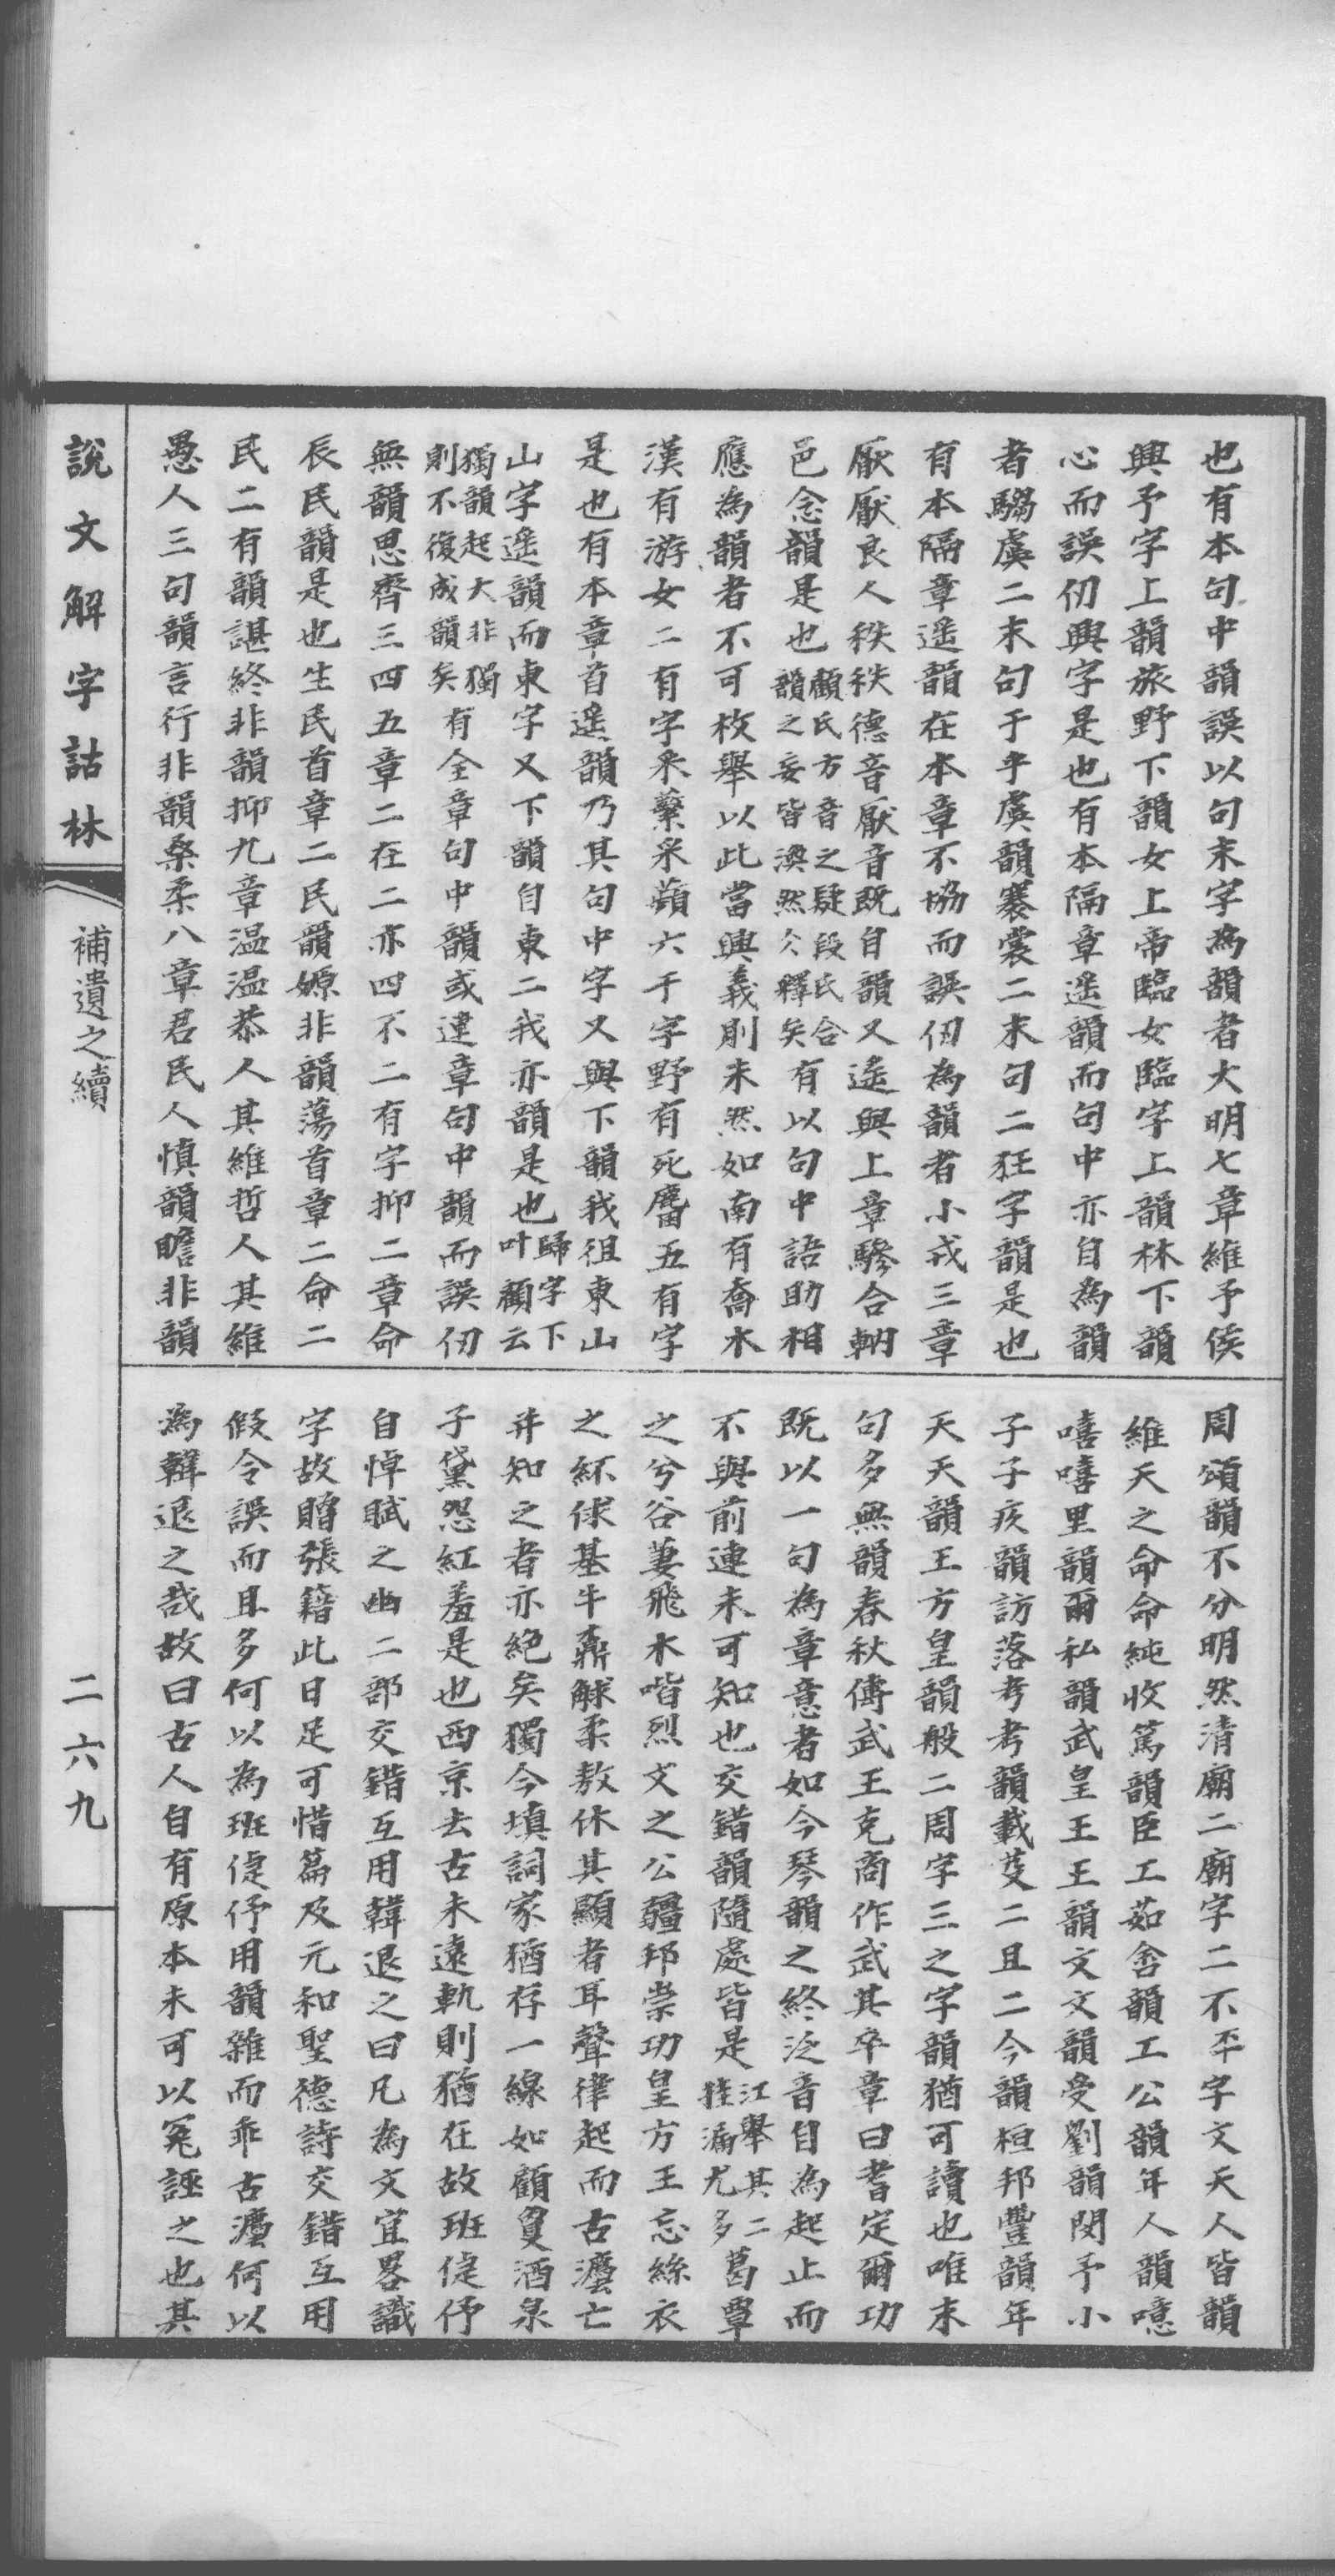 也有本句中韻誤以句末字為韻者大明七章維予侯
興予字上韻旅野下韻女上帝臨女臨字上韻林下韻
心而誤仞興字是也有本隔章遥韻而句中亦自為韻
者騶虞二末句于乎虞韻褰裳二末句二狂字韻是也
有本隔章遥韻在本章不協而誤仞為韻者小戎三章
厭厭良人秩秩德音厭音既自韻又遥與上章驂合軜
邑念韻是也顧氏方音之疑段氏合韻之妄皆渙然久釋矣有以句中語助相
應為韻者不可枚舉以此當興義則未然如南有喬木
漢有游女二有字釆蘩釆蘋六于字野有死麕五有字
是也有本章首遥韻乃其句中字又與下韻我徂東山
山字遥韻而東字又下韻自東二我亦韻是也歸字下叶顧云
獨韻起大非獨則不復成韻矣有全章句中韻或連章句中韻而誤仞
無韻思齊三四五章二在二亦四不二有字抑二章命
辰民韻是也生民首章二民韻嫄非韻蕩首章二命二
民二有韻諶終非韻抑九章温温恭人其維哲人其維
愚人三句韻言行非韻桑柔八章君民人慎韻瞻非韻
周頌韻不分明然清廟二廟字二不丕字文天人皆韻
維天之命命純收篤韻臣工茹畬韻工公韻年人韻噫
嘻嘻里韻爾私韻武皇王王韻文文韻受劉韻閔予小
子子疚韻訪落考考韻載芟二且二今韻桓邦豐韻年
天天韻王方皇韻般二周字三之字韻猶可讀也唯末
句多無韻春秋傳武王克商作武其卒章曰耆定爾功
既以一句為章意者如今琴韻之終泛音自為起止而
不與前連未可知也交錯韻隨處皆是江舉其二挂漏尤多葛覃
之兮谷萋飛木喈烈文之公疆邦崇功皇方王忘絲衣
之紑俅基牛鼒觩柔敖休其顯者耳聲律起而古灋亡
并知之者亦絕矣獨今填詞家猶存一線如顧敻酒泉
子黛怨紅羞是也西京去古未遠軌則猶在故班倢伃
自悼賦之幽二部交錯互用韓退之曰凡為文宜畧識
字故贈張籍此日足可惜篇及元和聖德詩交錯互用
假令誤而且多何以為班倢伃用韻雜而乖古灋何以
為韓退之哉故曰古人自有原本未可以冤誣之也其
說文解字詁林
補遺之續
二六九